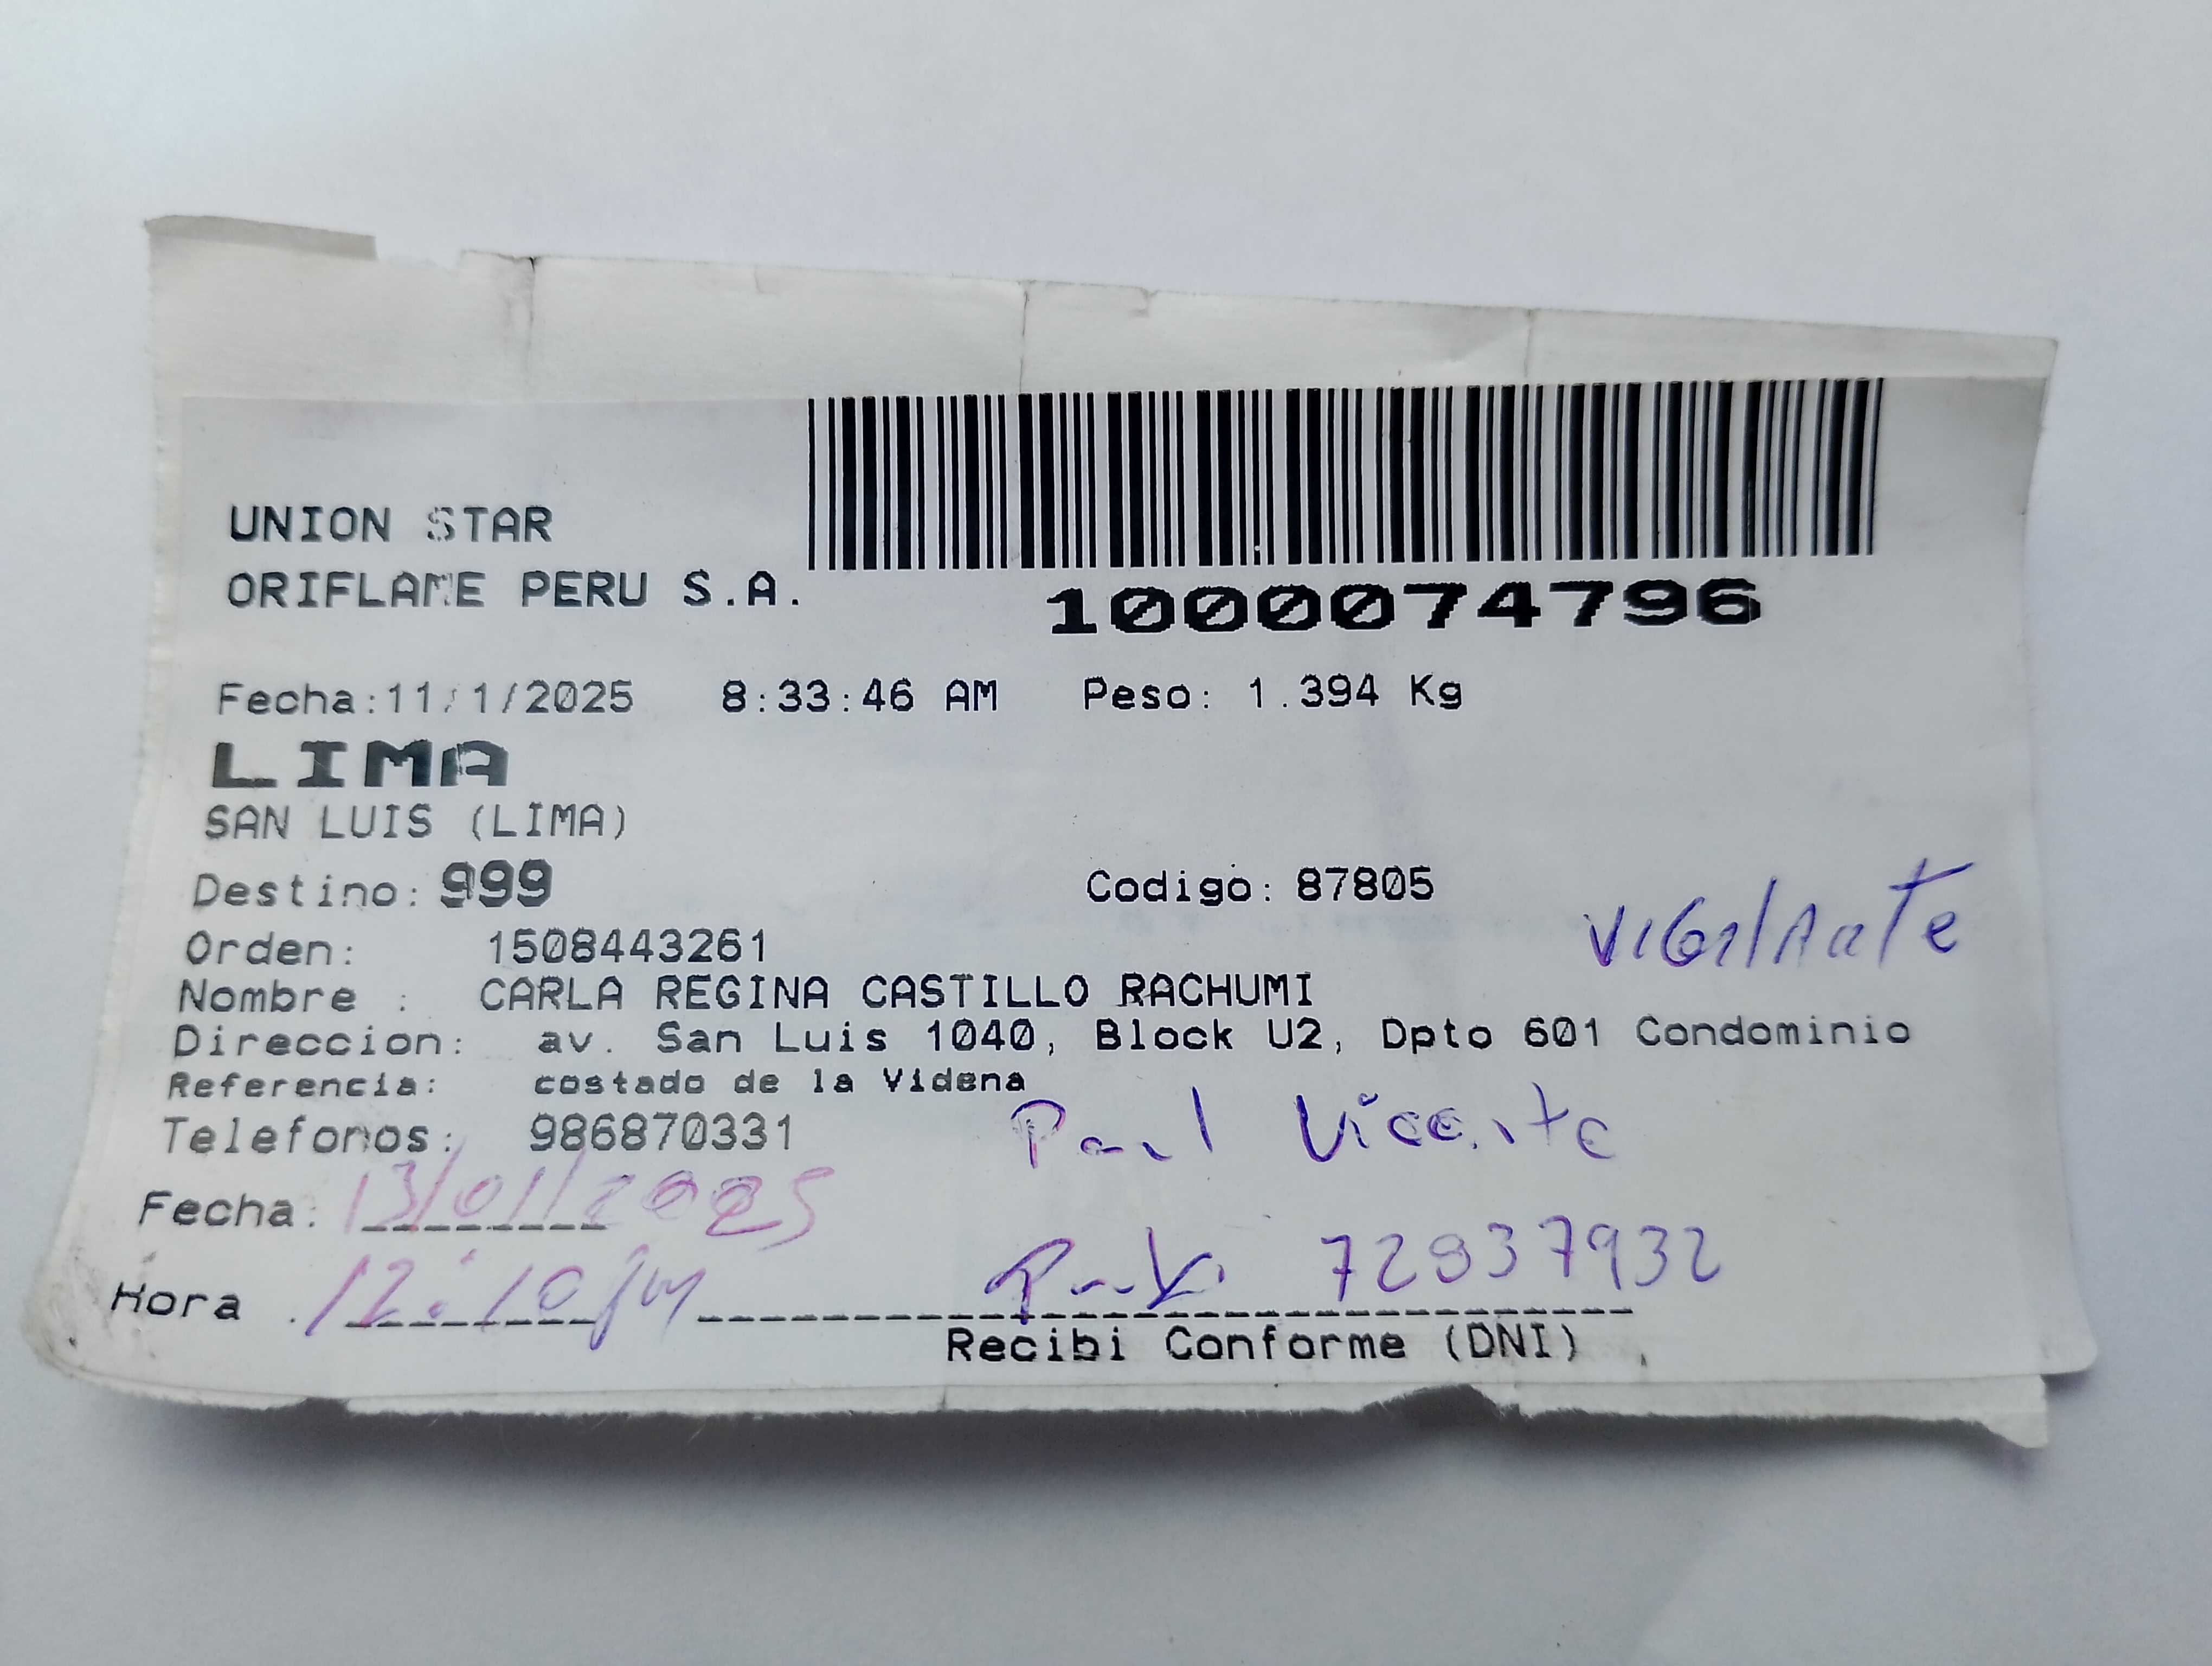 UNION STAR
ORIFLAME PERU S.A.
1000074796
Fecha:11/1/2025 8:33:46 AM Peso: 1.394 Kg
LIMA
SAN LUIS (LIMA)
Destino: 999 Codigo: 87805
Vigilante
Orden: 1508443261
Nombre : CARLA REGINA CASTILLO RACHUMI
Direccion: av. San Luis 1040, Block U2, Dpto 601 Condominio
Referencia: costado de la Videna
Telefonos: 986870331
Paul Vicente
Fecha: 13/01/2025
Hora : 12:10 pm 72937932
Recibi Conforme (DNI)